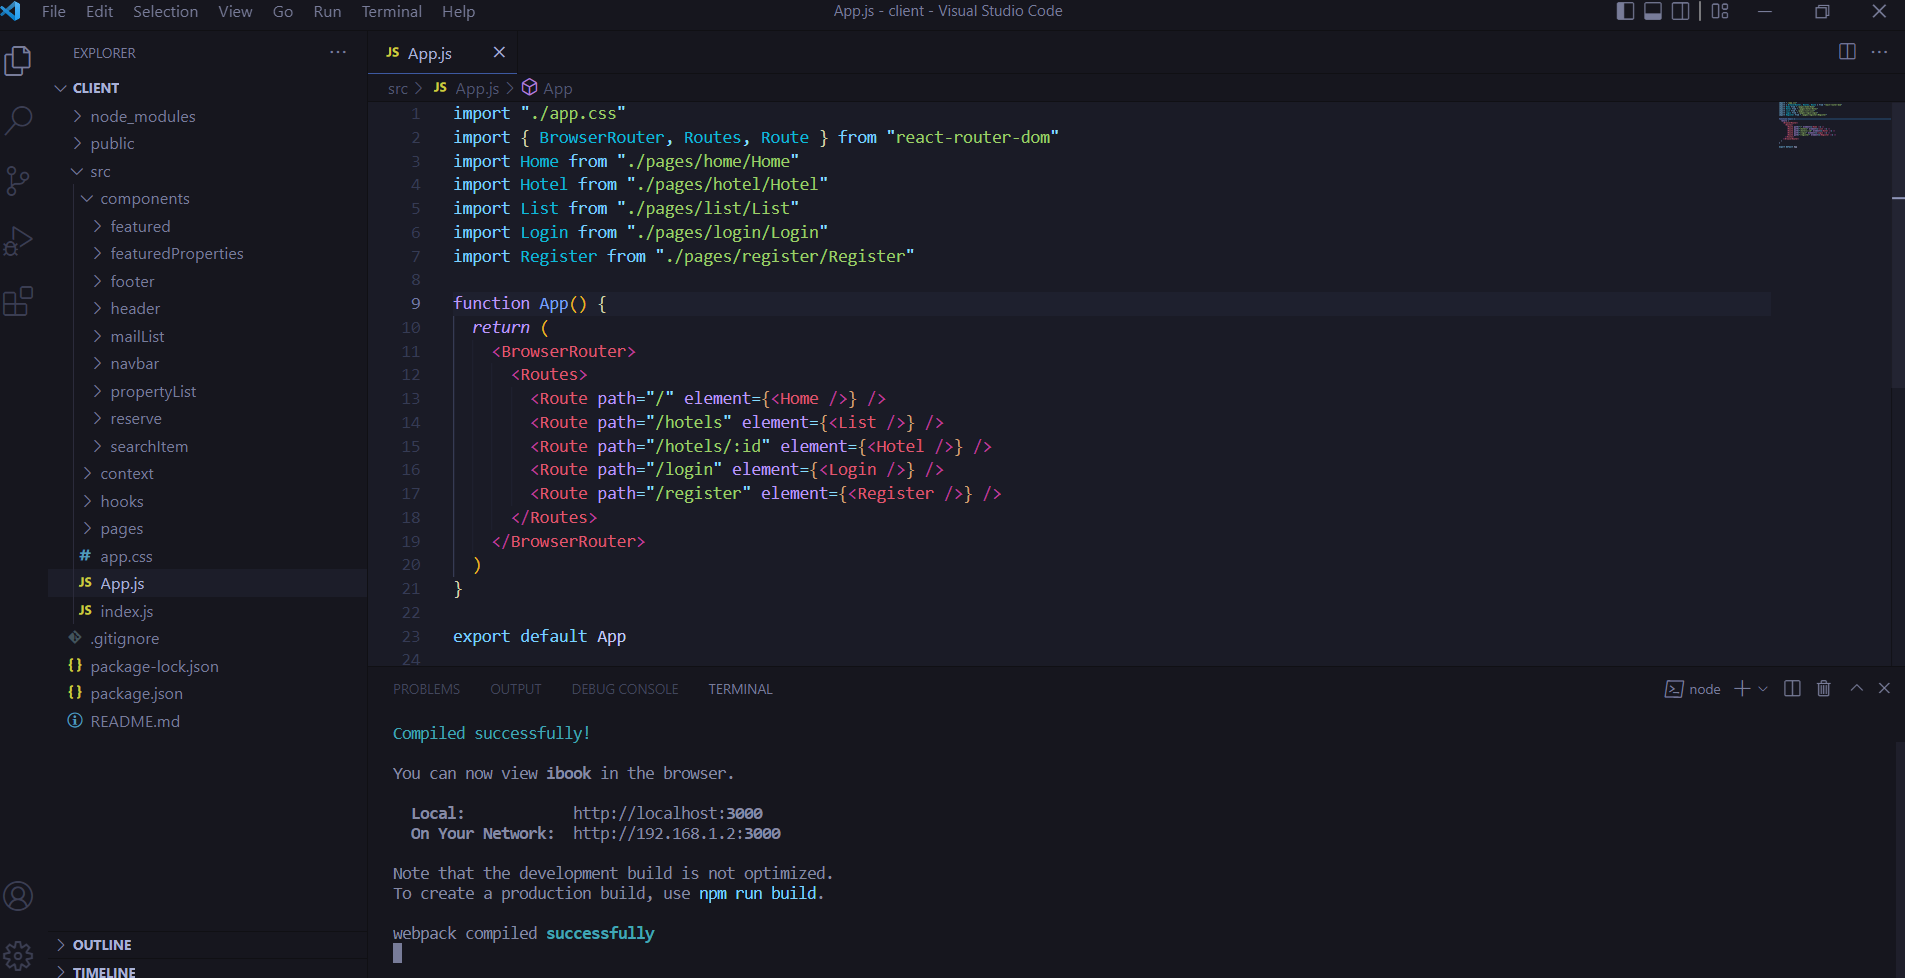 File Edit Selection View Go Run Terminal Help
App.js - client - Visual Studio Code
EXPLORER
CLIENT
node_modules
public
src
components
featured
featuredProperties
footer
header
mailList
navbar
propertyList
reserve
searchItem
context
hooks
pages
# app.css
JS App.js
JS index.js
.gitignore
{} package-lock.json
{} package.json
README.md
OUTLINE
TIMELINE
JS App.js
src > JS App.js > App
1 import "./app.css"
2 import { BrowserRouter, Routes, Route } from "react-router-dom"
3 import Home from "./pages/home/Home"
4 import Hotel from "./pages/hotel/Hotel"
5 import List from "./pages/list/List"
6 import Login from "./pages/login/Login"
7 import Register from "./pages/register/Register"
8
9 function App() {
10 return (
11 <BrowserRouter>
12 <Routes>
13 <Route path="/" element={<Home />} />
14 <Route path="/hotels" element={<List />} />
15 <Route path="/hotels/:id" element={<Hotel />} />
16 <Route path="/login" element={<Login />} />
17 <Route path="/register" element={<Register />} />
18 </Routes>
19 </BrowserRouter>
20 )
21 }
22
23 export default App
24
PROBLEMS OUTPUT DEBUG CONSOLE TERMINAL
node
Compiled successfully!
You can now view ibook in the browser.
Local: http://localhost:3000
On Your Network: http://192.168.1.2:3000
Note that the development build is not optimized.
To create a production build, use npm run build.
webpack compiled successfully